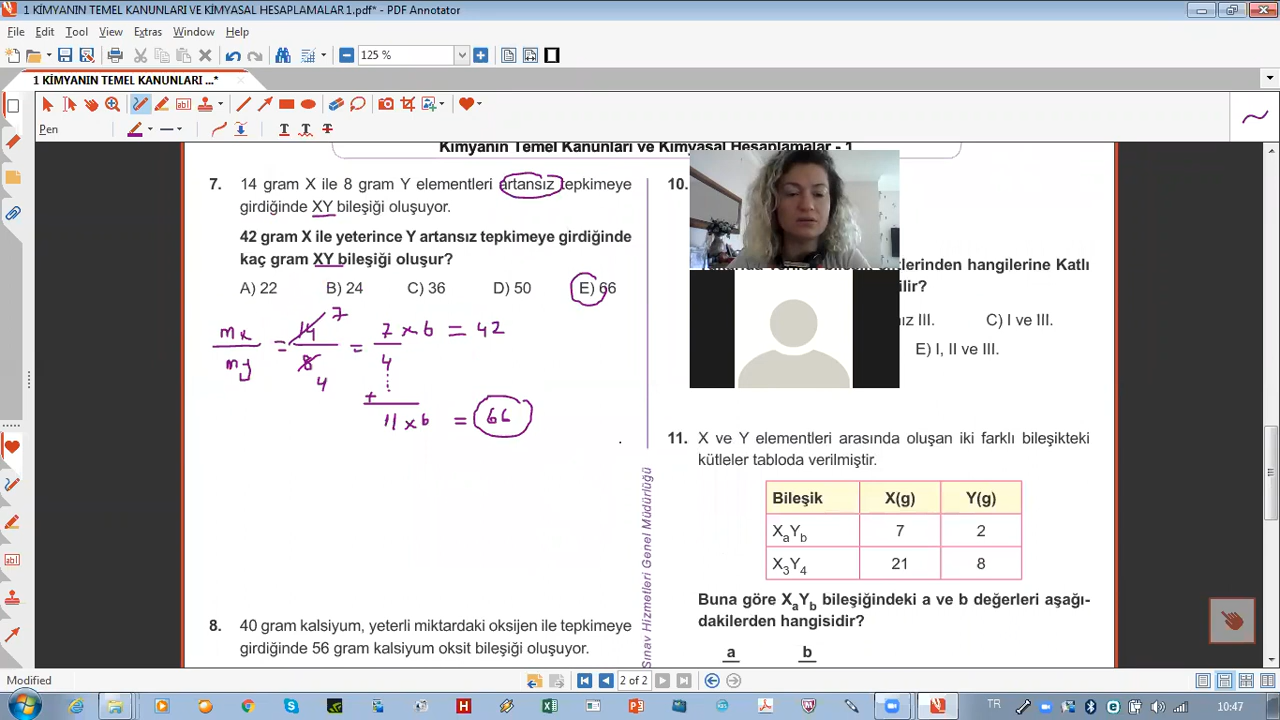 1 KİMYANIN TEMEL KANUNLARI VE KİMYASAL HESAPLAMALAR 1.pdf* - PDF Annotator
File Edit Tool View Extras Window Help
125 %
1 KİMYANIN TEMEL KANUNLARI ...*
Pen
Kimyanın Temel Kanunları ve Kimyasal Hesaplamalar - 1
7. 14 gram X ile 8 gram Y elementleri artansız tepkimeye
girdiğinde XY bileşiği oluşuyor.
42 gram X ile yeterince Y artansız tepkimeye girdiğinde
kaç gram XY bileşiği oluşur?
A) 22 B) 24 C) 36 D) 50 E) 66
mx / my = 14 / 8 = 7 x 6 = 42
7
4
4
+
11 x 6 = 66
8. 40 gram kalsiyum, yeterli miktardaki oksijen ile tepkimeye
girdiğinde 56 gram kalsiyum oksit bileşiği oluşuyor.
Sınav Hizmetleri Genel Müdürlüğü
10.
hangilerine Katlı
III. C) I ve III.
E) I, II ve III.
11. X ve Y elementleri arasında oluşan iki farklı bileşikteki
kütleler tabloda verilmiştir.
Bileşik X(g) Y(g)
XaYb 7 2
X3Y4 21 8
Buna göre XaYb bileşiğindeki a ve b değerleri aşağı-
dakilerden hangisidir?
a b
Modified 2 of 2
TR 10:47